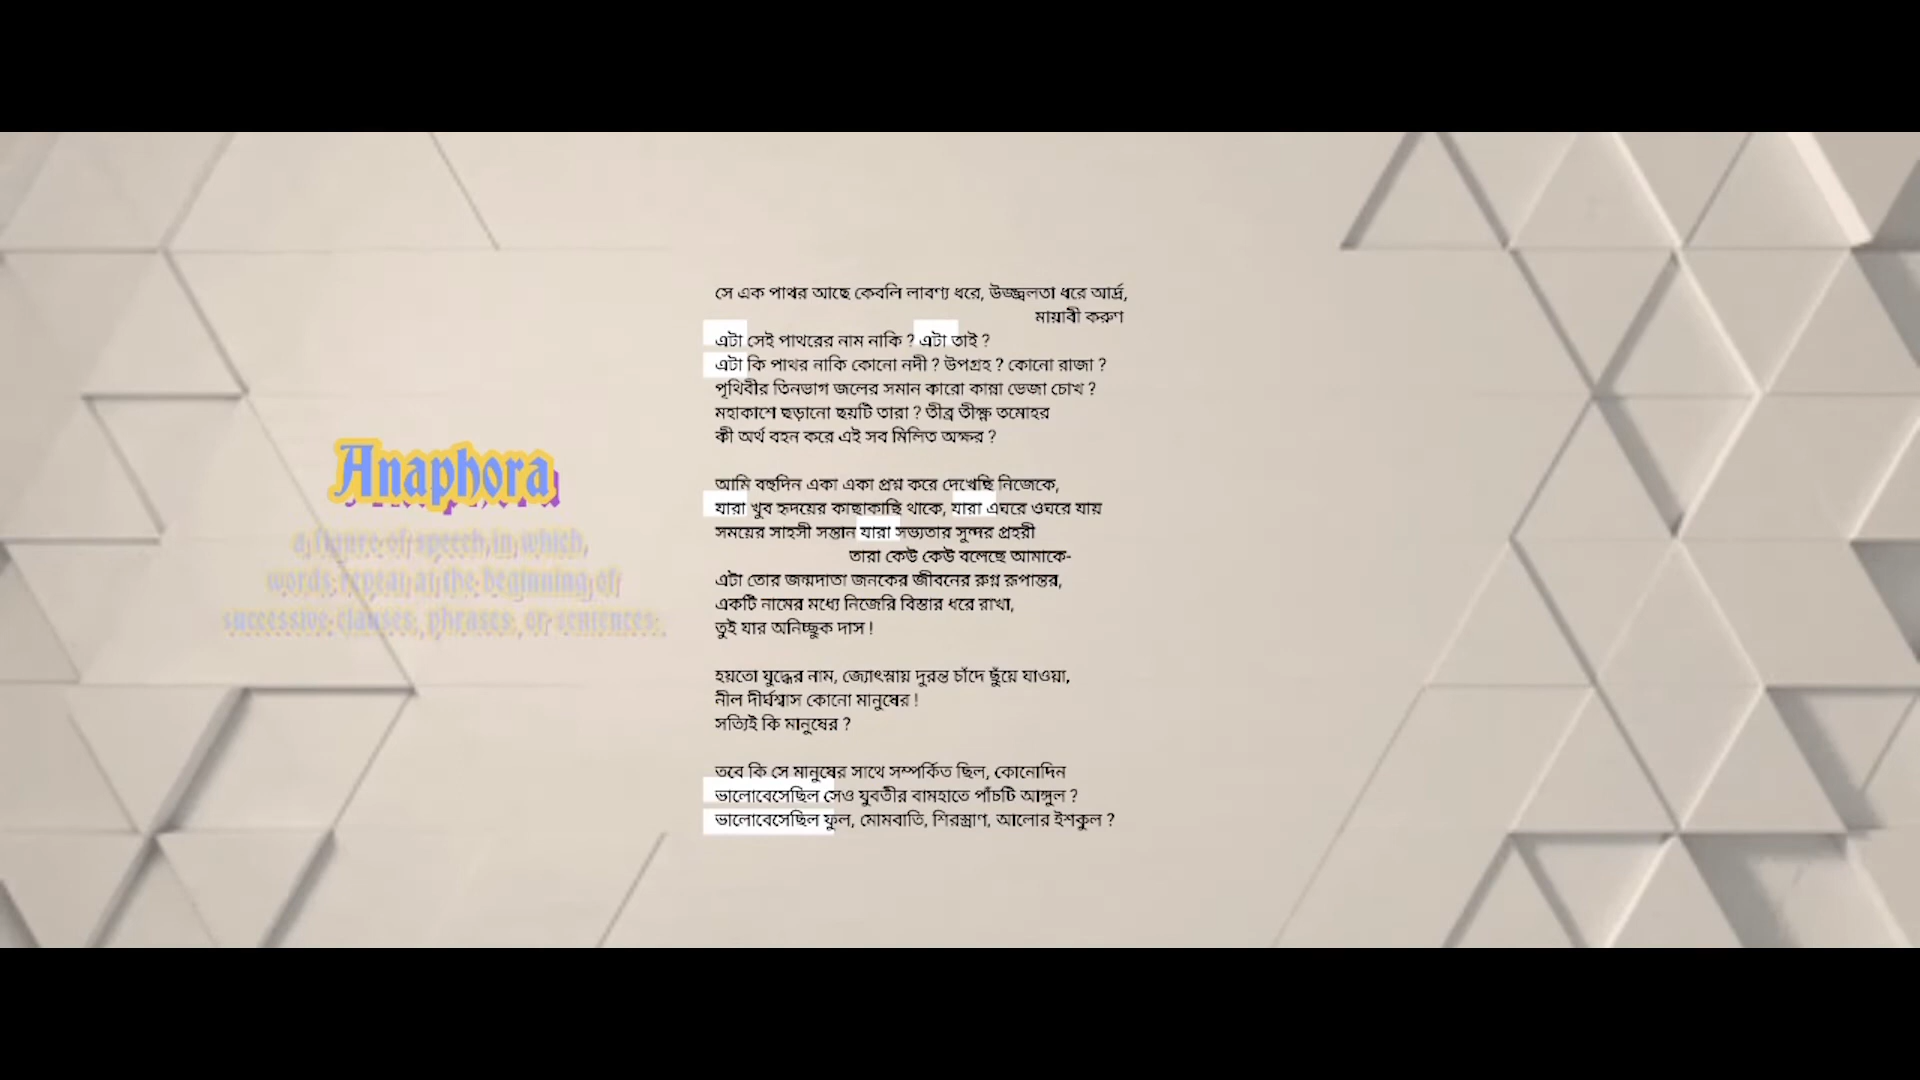 Anaphora
a figure of speech in which,
words repeat at the beginning of
successive clauses, phrases, or sentences.
সে এক পাথর আছে কেবলি লাবণ্য ধরে, উজ্জ্বলতা ধরে আর্দ্র,
মায়াবী করুণ
এটা সেই পাথরের নাম নাকি ? এটা তাই ?
এটা কি পাথর নাকি কোনো নদী ? উপগ্রহ ? কোনো রাজা ?
পৃথিবীর তিনভাগ জলের সমান কারো কান্না ভেজা চোখ ?
মহাকাশে ছড়ানো ছয়টি তারা ? তীব্র তীক্ষ্ণ তমোহর
কী অর্থ বহন করে এই সব মিলিত অক্ষর ?
আমি বহুদিন একা একা প্রশ্ন করে দেখেছি নিজেকে,
যারা খুব হৃদয়ের কাছাকাছি থাকে, যারা এঘরে ওঘরে যায়
সময়ের সাহসী সন্তান যারা সভ্যতার সুন্দর প্রহরী
তারা কেউ কেউ বলেছে আমাকে-
এটা তোর জন্মদাতা জনকের জীবনের রুগ্ন রূপান্তর,
একটি নামের মধ্যে নিজেরি বিস্তার ধরে রাখা,
তুই যার অনিচ্ছুক দাস !
হয়তো যুদ্ধের নাম, জ্যোৎস্নায় দুরন্ত চাঁদে ছুঁয়ে যাওয়া,
নীল দীর্ঘশ্বাস কোনো মানুষের !
সত্যিই কি মানুষের ?
তবে কি সে মানুষের সাথে সম্পর্কিত ছিল, কোনোদিন
ভালোবেসেছিল সেও যুবতীর বামহাতে পাঁচটি আঙ্গুল ?
ভালোবেসেছিল ফুল, মোমবাতি, শিরস্ত্রাণ, আলোর ইশকুল ?